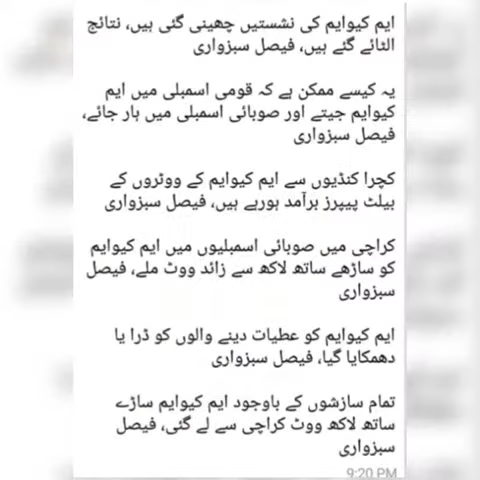 ایم کیوایم کی نشستیں چھینی گئی ہیں، نتائج
الٹائے گئے ہیں، فیصل سبزواری
یہ کیسے ممکن ہے کہ قومی اسمبلی میں ایم
کیوایم جیتے اور صوبائی اسمبلی میں ہار جائے،
فیصل سبزواری
کچرا کنڈیوں سے ایم کیوایم کے ووٹروں کے
بیلٹ پیپرز برآمد ہورہے ہیں، فیصل سبزواری
کراچی میں صوبائی اسمبلیوں میں ایم کیوایم
کو ساڑھے ساتھ لاکھ سے زائد ووٹ ملے، فیصل
سبزواری
ایم کیوایم کو عطیات دینے والوں کو ڈرا یا
دھمکایا گیا، فیصل سبزواری
تمام سازشوں کے باوجود ایم کیوایم ساڑے
ساتھ لاکھ ووٹ کراچی سے لے گئی، فیصل
سبزواری
9:20 PM